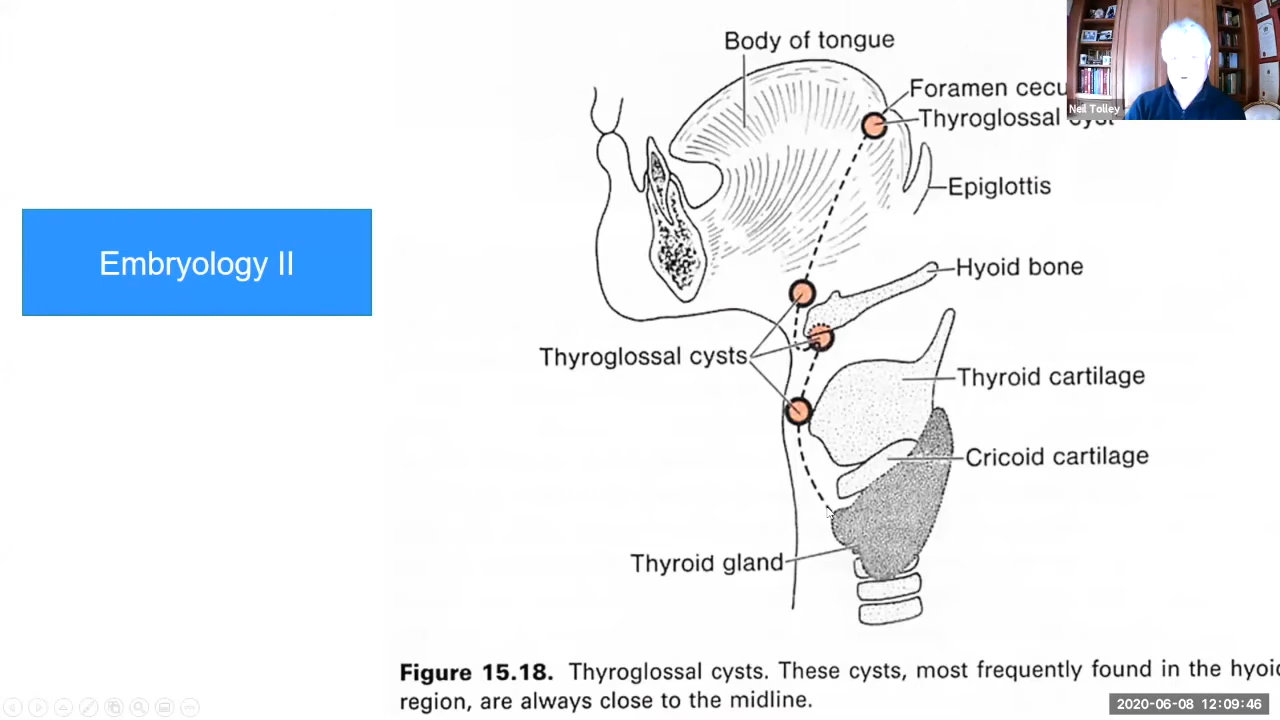 Body of tongue
Foramen cecu
Neil Tolley
Thyroglossal cyst
Epiglottis
Embryology II
Hyoid bone
Thyroglossal cysts
Thyroid cartilage
Cricoid cartilage
Thyroid gland
Figure 15.18. Thyroglossal cysts. These cysts, most frequently found in the hyoi
region, are always close to the midline.
2020-06-08 12:09:46